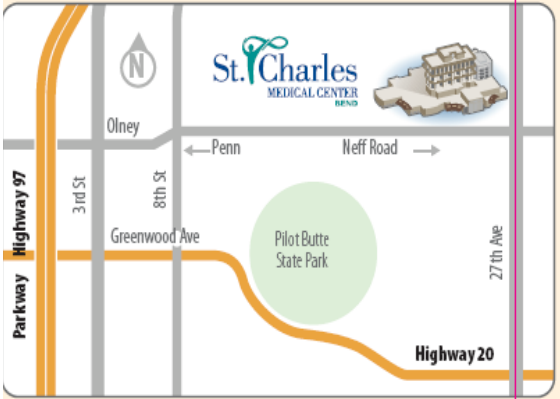 N
St. Charles
MEDICAL CENTER
BEND
Olney
Penn
Neff Road
Parkway Highway 97
3rd St
8th St
Greenwood Ave
Pilot Butte
State Park
27th Ave
Highway 20